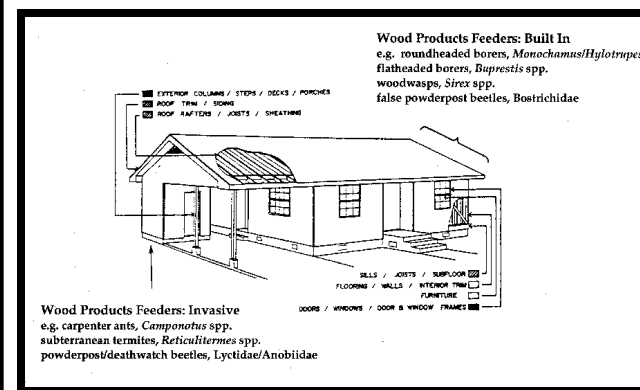 Wood Products Feeders: Built In
e.g. roundheaded borers, Monochamus/Hylotrupes
flatheaded borers, Buprestis spp.
woodwasps, Sirex spp.
false powderpost beetles, Bostrichidae
EXTERIOR COLUMNS / STEPS / DECKS / PORCHES
ROOF TRIM / SIDING
ROOF RAFTERS / JOISTS / SHEATHING
SILLS / JOISTS / SUBFLOOR
FLOORING / WALLS / INTERIOR TRIM
FURNITURE
DOORS / WINDOWS / DOOR & WINDOW FRAMES
Wood Products Feeders: Invasive
e.g. carpenter ants, Camponotus spp.
subterranean termites, Reticulitermes spp.
powderpost/deathwatch beetles, Lyctidae/Anobiidae